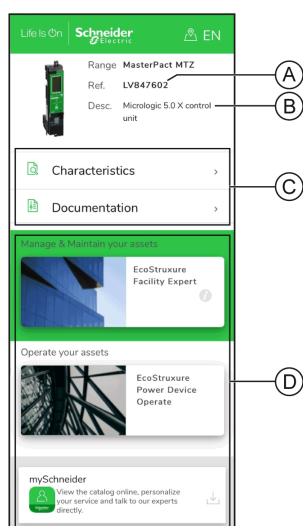 Life Is On Schneider Electric EN
Range MasterPact MTZ
Ref. LV847602
A
Desc. Micrologic 5.0 X control
unit
B
Characteristics
C
Documentation
Manage & Maintain your assets
EcoStruxure
Facility Expert
Operate your assets
EcoStruxure
Power Device
Operate
D
mySchneider
View the catalog online, personalize
your service and talk to our experts
directly.